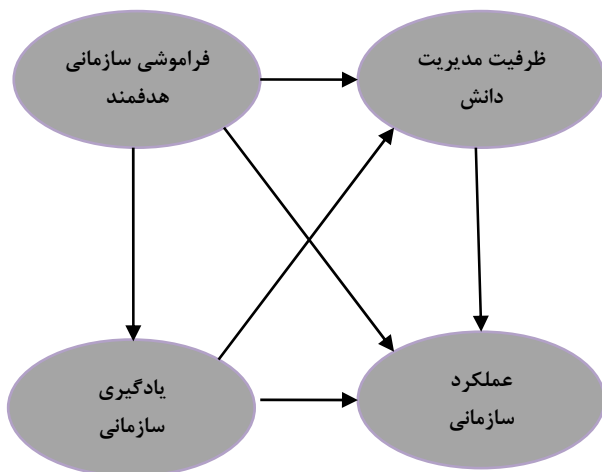 ظرفیت مدیریت
دانش
فراموشی سازمانی
هدفمند
عملکرد
سازمانی
یادگیری
سازمانی